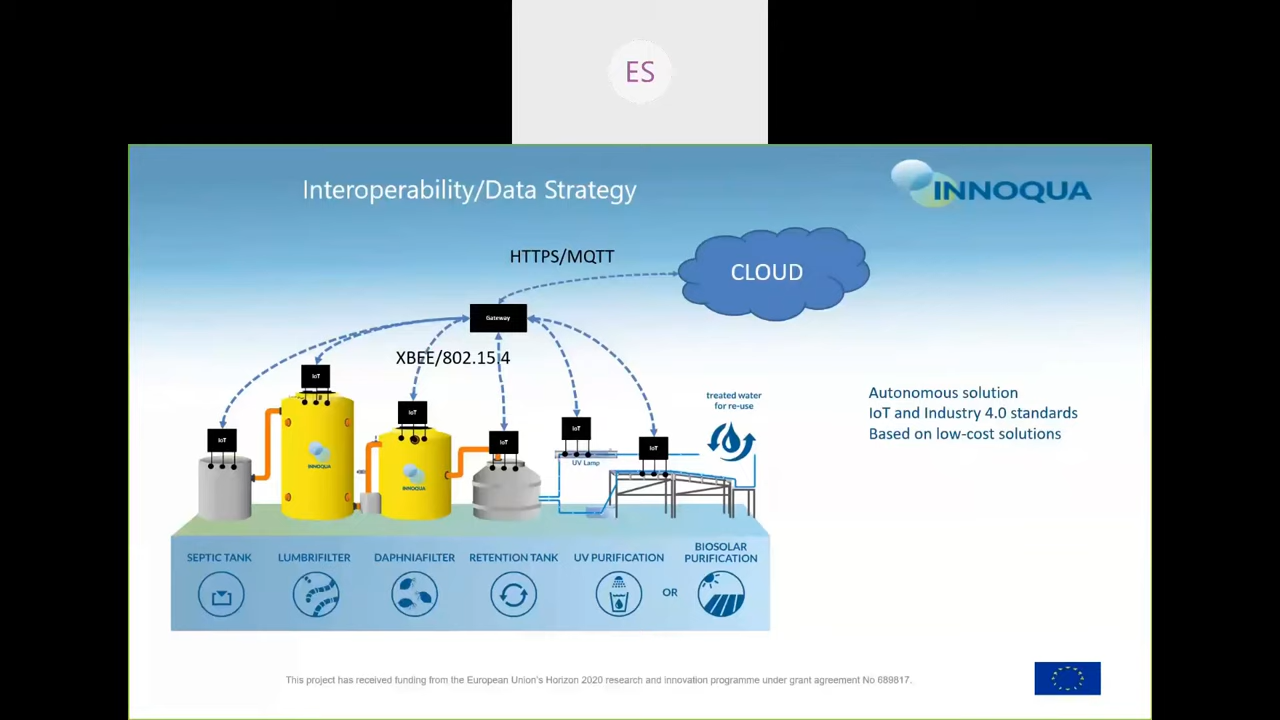 ES
Interoperability/Data Strategy
INNOQUA
HTTPS/MQTT
CLOUD
Gateway
XBEE/802.15.4
IoT
IoT
IoT
IoT
IoT
IoT
treated water
for re-use
Autonomous solution
IoT and Industry 4.0 standards
Based on low-cost solutions
UV Lamp
INNOQUA
INNOQUA
SEPTIC TANK
LUMBRIFILTER
DAPHNIAFILTER
RETENTION TANK
UV PURIFICATION
OR
BIOSOLAR
PURIFICATION
This project has received funding from the European Union's Horizon 2020 research and innovation programme under grant agreement No 689817.